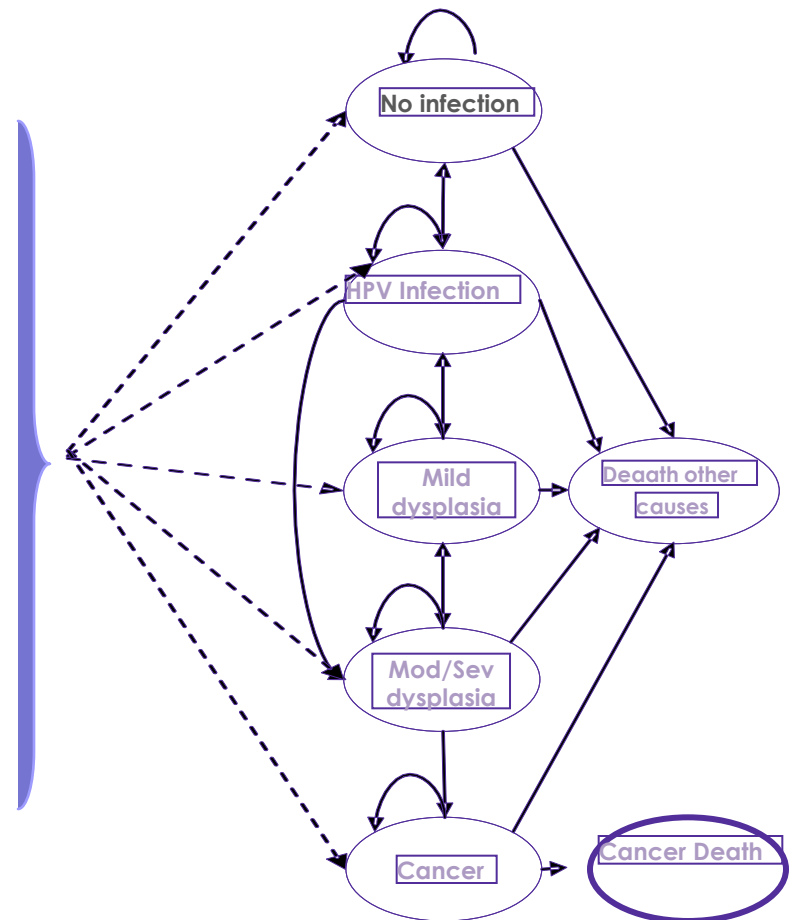 No infection
HPV Infection
Mild
dysplasia
Deaath other
causes
Mod/Sev
dysplasia
Cancer
Cancer Death